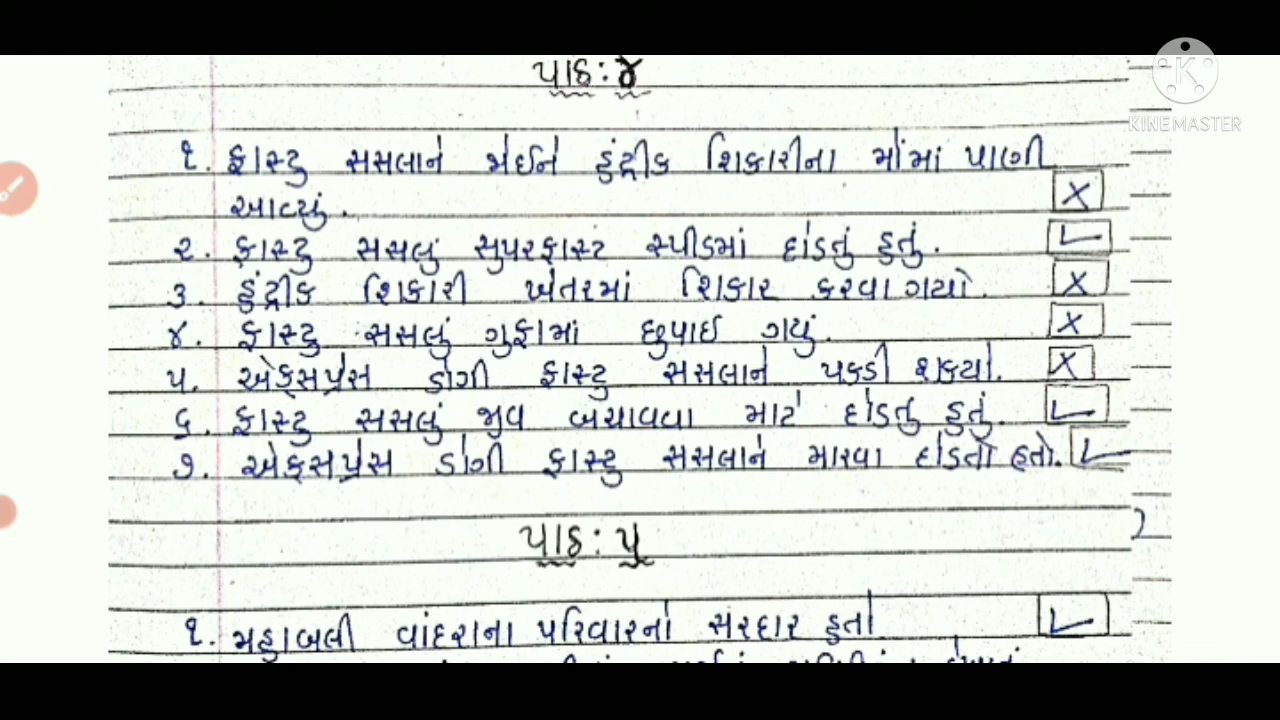 પાઠ : ૪
KINEMASTER
૧. ફાસ્ટુ સસલાને જોઈને હુંદ્રીક શિકારીના મોંમાં પાણી
આવ્યું. X
૨. ફાસ્ટુ સસલું સુપરફાસ્ટ સ્પીડમાં દોડતું હતું.
૩. હુંદ્રીક શિકારી ખેતરમાં શિકાર કરવા ગયો. X
૪. ફાસ્ટુ સસલું ગુફામાં છુપાઈ ગયું. X
૫. એક્સપ્રેસ ડોગી ફાસ્ટુ સસલાને પકડી શક્યો. X
૬. ફાસ્ટુ સસલું જીવ બચાવવા માટે દોડતું હતું.
૭. એક્સપ્રેસ ડોગી ફાસ્ટુ સસલાને મારવા દોડતો હતો.
પાઠ : ૫
૧. મહાબલી વાંદરાના પરિવારનો સરદાર હતો